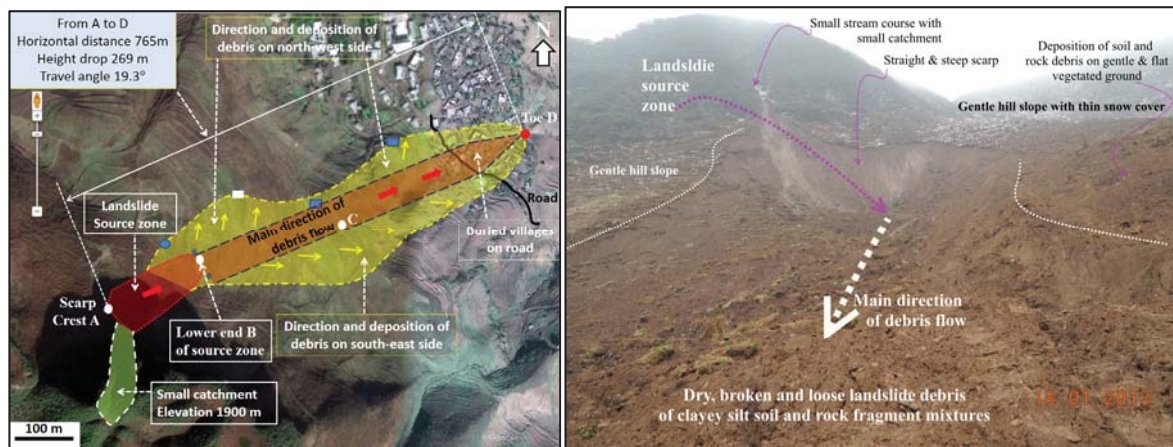 From A to D
Horizontal distance 765m
Height drop 269 m
Travel angle 19.3°
Direction and deposition of
debris on north-west side
N
Toe D
Road
Landslide
Source zone
Main direction of
debris flow
C
Duried villages
on road
Scarp
Crest A
Lower end B
of source zone
Direction and deposition of
debris on south-east side
Small catchment
Elevation 1900 m
100 m
Small stream course with
small catchment
Landsldie
source
zone
Straight & steep scarp
Deposition of soil and
rock debris on gentle & flat
vegetated ground
Gentle hill slope with thin snow cover
Gentle hill slope
Main direction
of debris flow
Dry, broken and loose landslide debris
of clayey silt soil and rock fragment mixtures